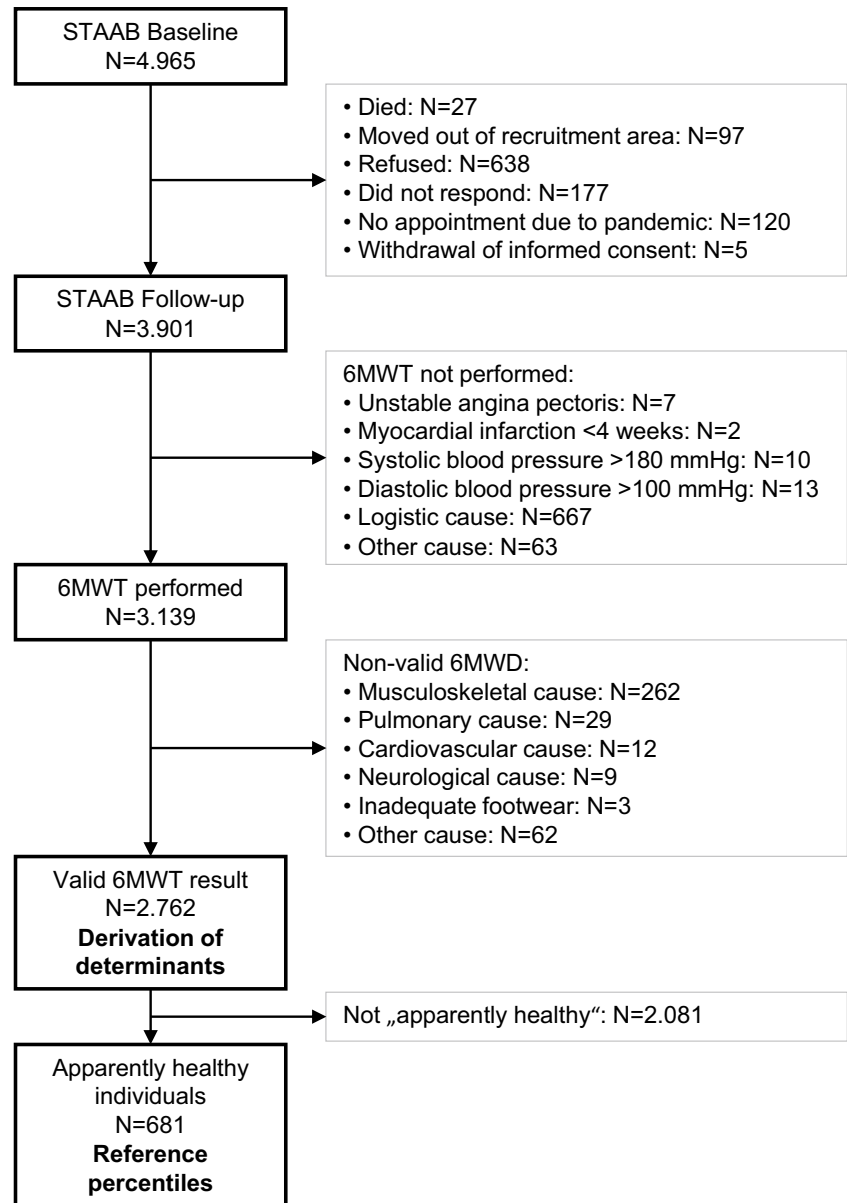 STAAB Baseline
N=4.965
• Died: N=27
• Moved out of recruitment area: N=97
• Refused: N=638
• Did not respond: N=177
• No appointment due to pandemic: N=120
• Withdrawal of informed consent: N=5
STAAB Follow-up
N=3.901
6MWT not performed:
• Unstable angina pectoris: N=7
• Myocardial infarction <4 weeks: N=2
• Systolic blood pressure >180 mmHg: N=10
• Diastolic blood pressure >100 mmHg: N=13
• Logistic cause: N=667
• Other cause: N=63
6MWT performed
N=3.139
Non-valid 6MWD:
• Musculoskeletal cause: N=262
• Pulmonary cause: N=29
• Cardiovascular cause: N=12
• Neurological cause: N=9
• Inadequate footwear: N=3
• Other cause: N=62
Valid 6MWT result
N=2.762
Derivation of
determinants
Not „apparently healthy“: N=2.081
Apparently healthy
individuals
N=681
Reference
percentiles